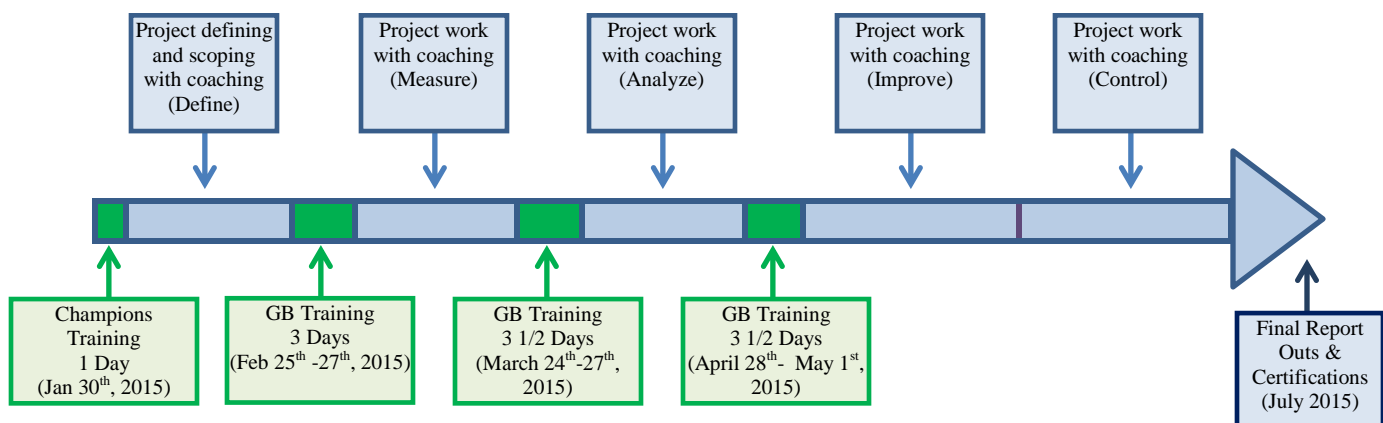 Project defining
and scoping
with coaching
(Define)
Project work
with coaching
(Measure)
Project work
with coaching
(Analyze)
Project work
with coaching
(Improve)
Project work
with coaching
(Control)
Champions
Training
1 Day
(Jan 30th, 2015)
GB Training
3 Days
(Feb 25th -27th, 2015)
GB Training
3 1/2 Days
(March 24th-27th,
2015)
GB Training
3 1/2 Days
(April 28th- May 1st,
2015)
Final Report
Outs &
Certifications
(July 2015)